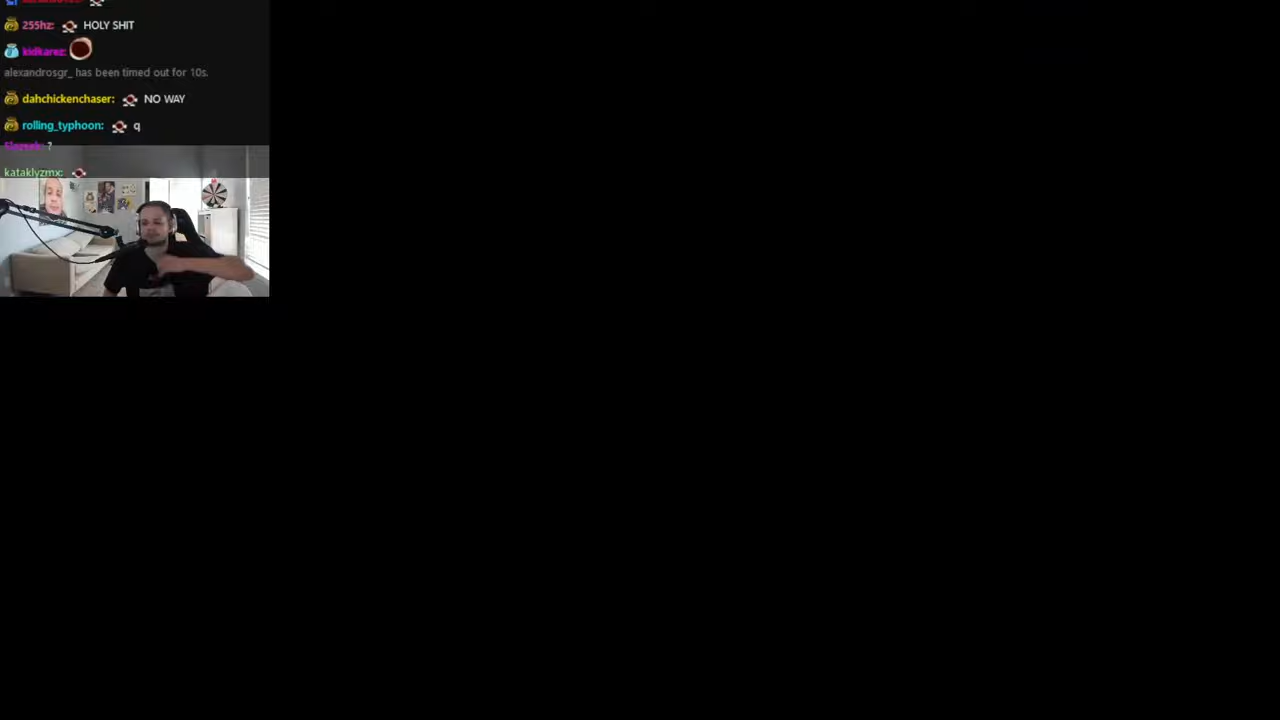 255hz: HOLY SHIT
kidkarez:
alexandrosgr_ has been timed out for 10s.
dahchickenchaser: NO WAY
rolling_typhoon: q
?
kataklyzmx: